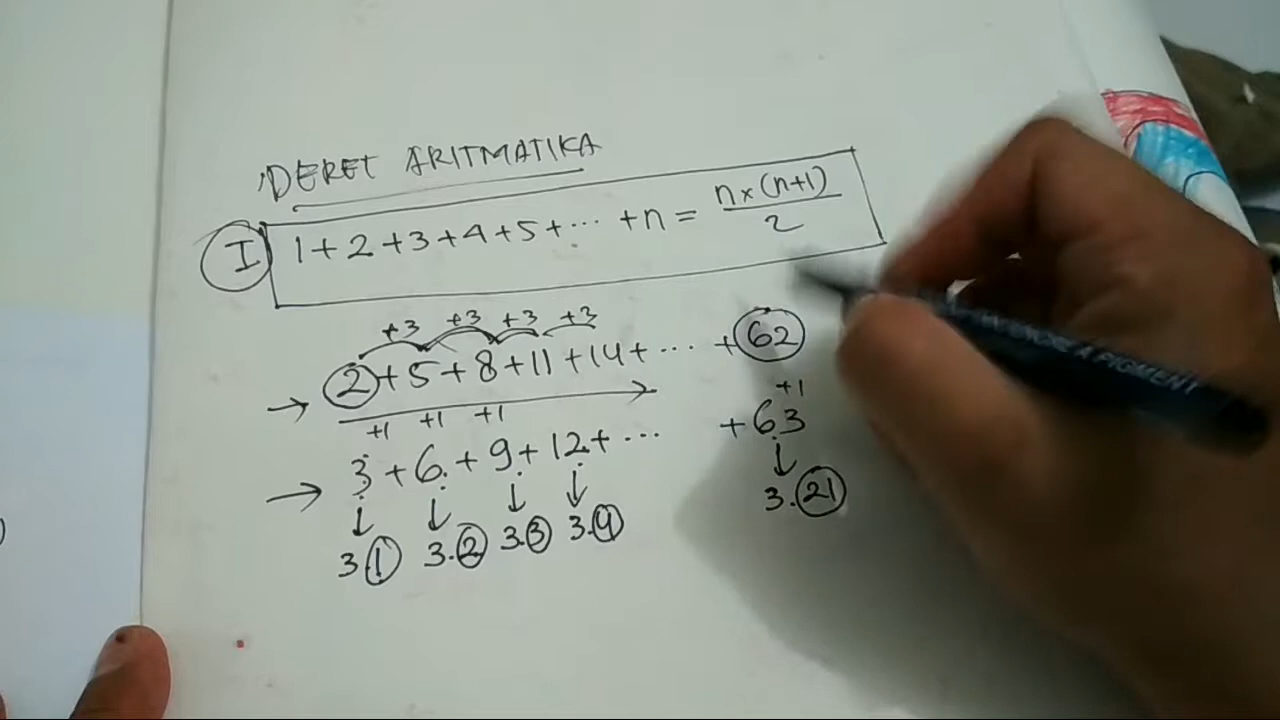 DERET ARITMATIKA
I 1+2+3+4+5+...+n = n×(n+1)/2
+3 +3 +3 +3
→ 2+5+8+11+14+... +62
+1 +1 +1 +1
→ 3+6+9+12+... +63
↓ ↓ ↓ ↓ ↓
3.1 3.2 3.3 3.4 3.21
PIGMENT